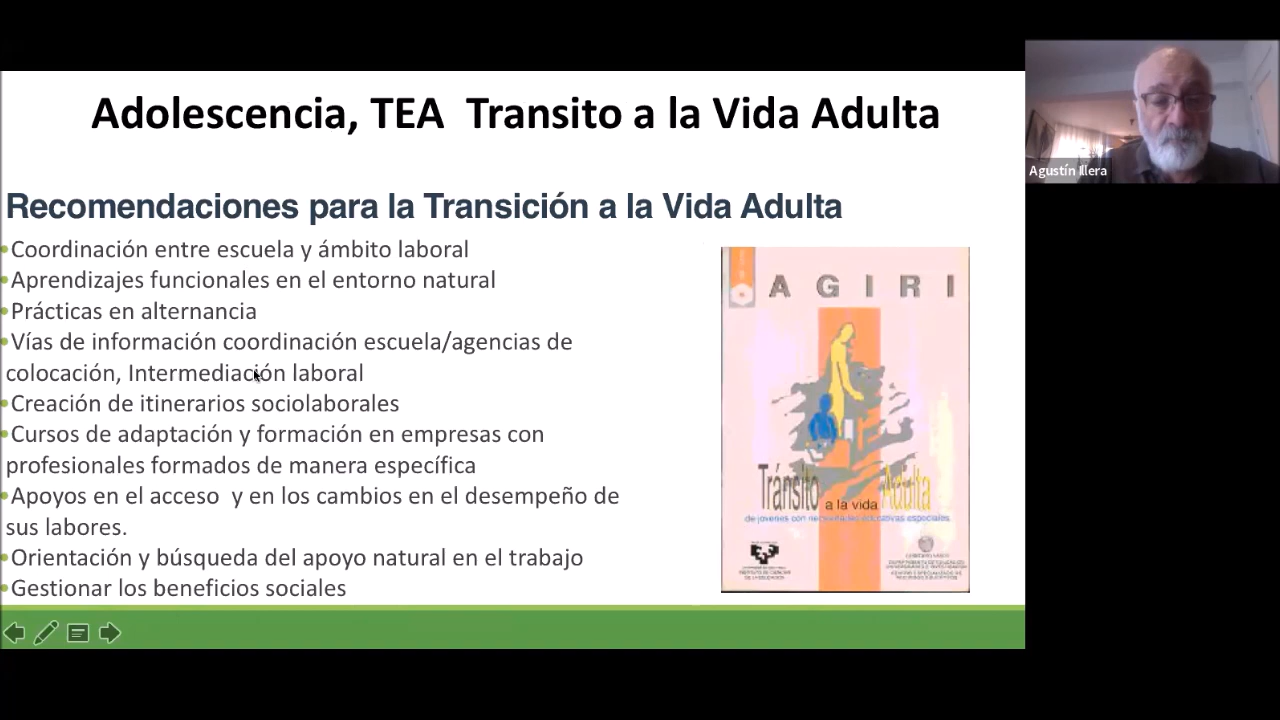 Adolescencia, TEA  Transito a la Vida Adulta
Agustín Illera
Recomendaciones para la Transición a la Vida Adulta
•Coordinación entre escuela y ámbito laboral
•Aprendizajes funcionales en el entorno natural
•Prácticas en alternancia
•Vías de información coordinación escuela/agencias de
colocación, Intermediación laboral
•Creación de itinerarios sociolaborales
•Cursos de adaptación y formación en empresas con
profesionales formados de manera específica
•Apoyos en el acceso  y en los cambios en el desempeño de
sus labores.
•Orientación y búsqueda del apoyo natural en el trabajo
•Gestionar los beneficios sociales
AGIRI
Tránsito a la vida Adulta
de jovenes con necesidades educativas especiales